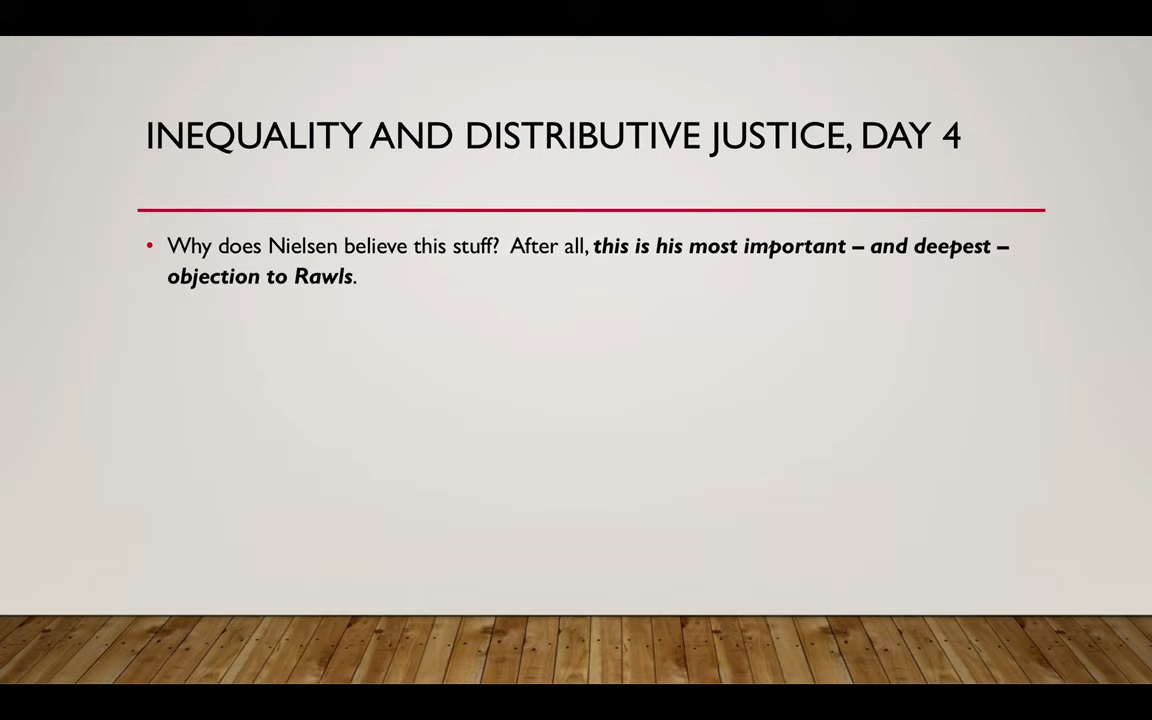 INEQUALITY AND DISTRIBUTIVE JUSTICE, DAY 4
• Why does Nielsen believe this stuff?  After all, this is his most important – and deepest –
objection to Rawls.